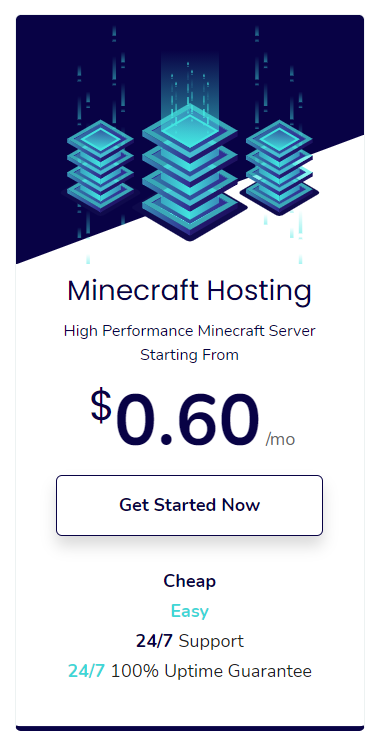 Minecraft Hosting
High Performance Minecraft Server
Starting From
$0.60 /mo
Get Started Now
Cheap
Easy
24/7 Support
24/7 100% Uptime Guarantee